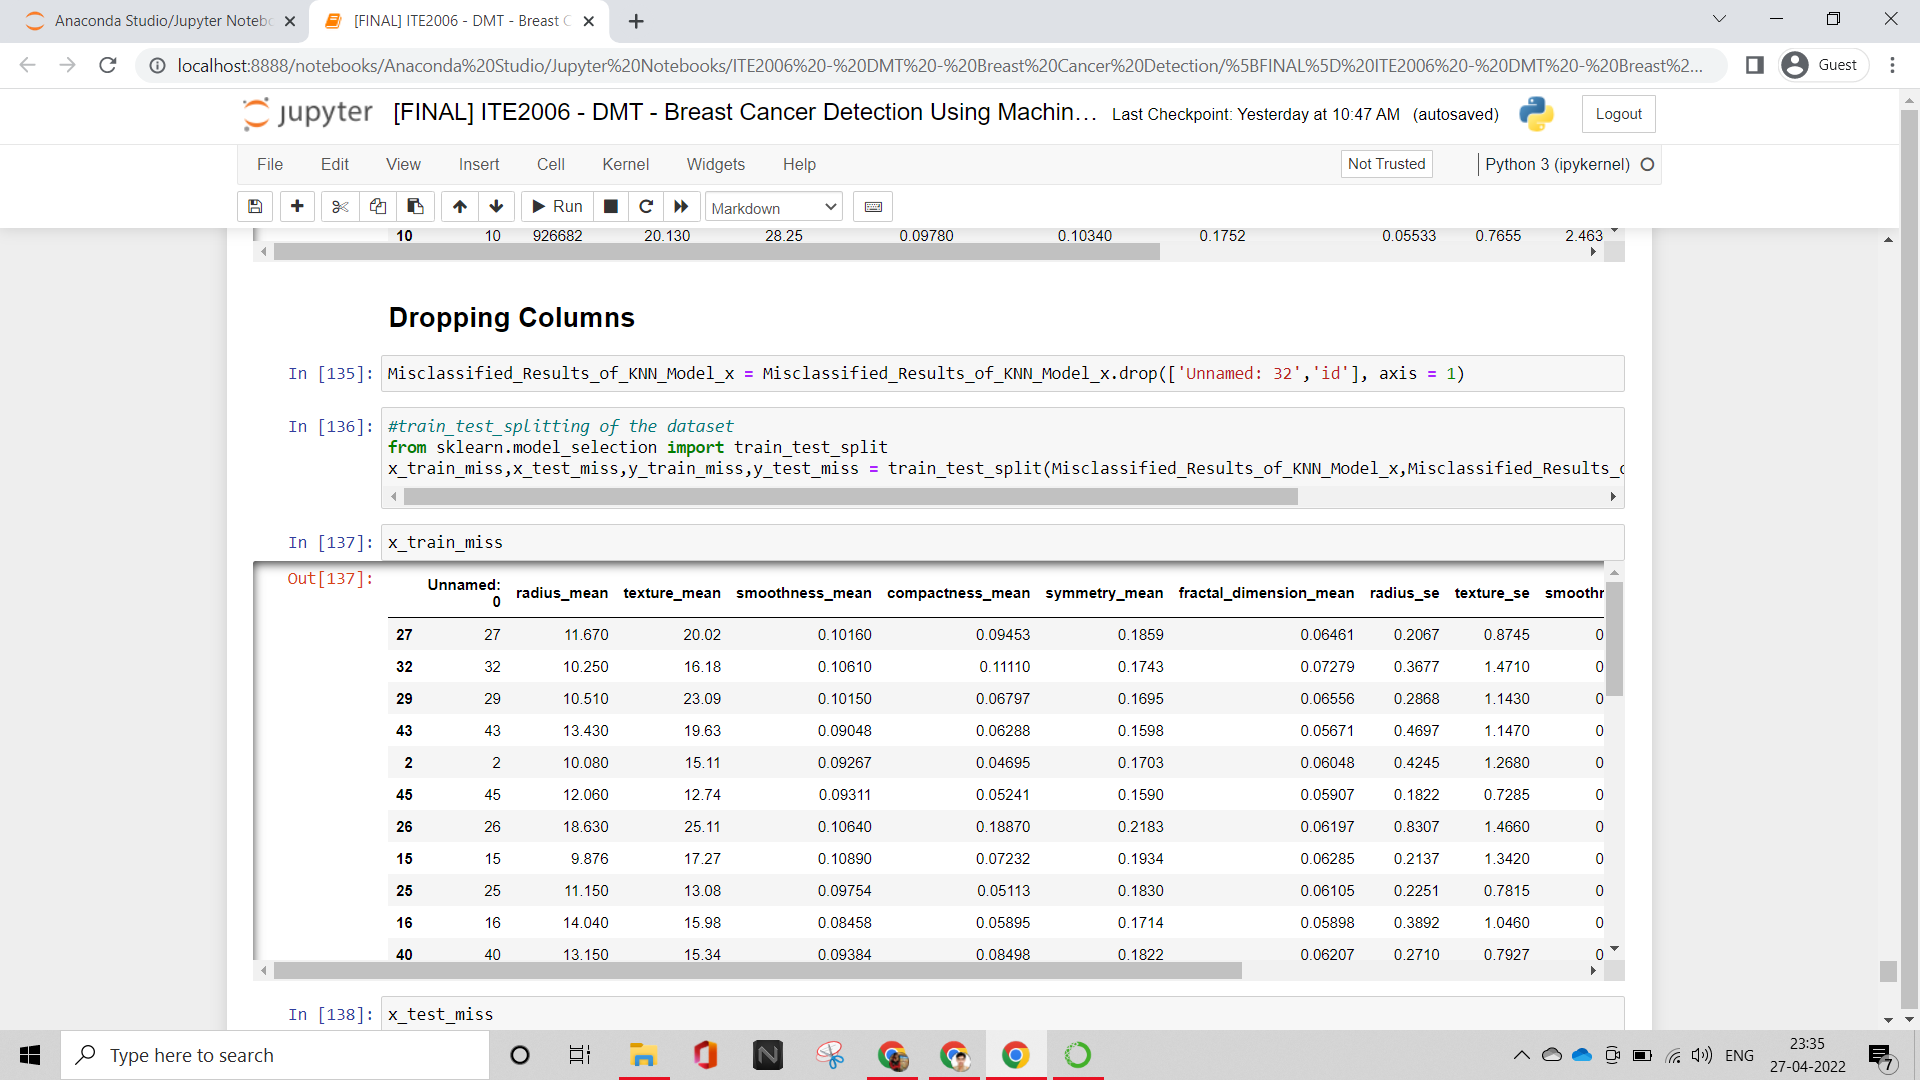 Anaconda Studio/Jupyter Noteb
[FINAL] ITE2006 - DMT - Breast C
localhost:8888/notebooks/Anaconda%20Studio/Jupyter%20Notebooks/ITE2006%20-%20DMT%20-%20Breast%20Cancer%20Detection/%5BFINAL%5D%20ITE2006%20-%20DMT%20-%20Breast%2...
Guest
jupyter [FINAL] ITE2006 - DMT - Breast Cancer Detection Using Machin... Last Checkpoint: Yesterday at 10:47 AM (autosaved) Logout
File Edit View Insert Cell Kernel Widgets Help Not Trusted Python 3 (ipykernel)
Run Markdown
10 10 926682 20.130 28.25 0.09780 0.10340 0.1752 0.05533 0.7655 2.463
Dropping Columns
In [135]: Misclassified_Results_of_KNN_Model_x = Misclassified_Results_of_KNN_Model_x.drop(['Unnamed: 32','id'], axis = 1)
In [136]: #train_test_splitting of the dataset
from sklearn.model_selection import train_test_split
x_train_miss,x_test_miss,y_train_miss,y_test_miss = train_test_split(Misclassified_Results_of_KNN_Model_x,Misclassified_Results_
In [137]: x_train_miss
Out[137]:
Unnamed: 0 radius_mean texture_mean smoothness_mean compactness_mean symmetry_mean fractal_dimension_mean radius_se texture_se smoothr
27 27 11.670 20.02 0.10160 0.09453 0.1859 0.06461 0.2067 0.8745 0
32 32 10.250 16.18 0.10610 0.11110 0.1743 0.07279 0.3677 1.4710 0
29 29 10.510 23.09 0.10150 0.06797 0.1695 0.06556 0.2868 1.1430 0
43 43 13.430 19.63 0.09048 0.06288 0.1598 0.05671 0.4697 1.1470 0
2 2 10.080 15.11 0.09267 0.04695 0.1703 0.06048 0.4245 1.2680 0
45 45 12.060 12.74 0.09311 0.05241 0.1590 0.05907 0.1822 0.7285 0
26 26 18.630 25.11 0.10640 0.18870 0.2183 0.06197 0.8307 1.4660 0
15 15 9.876 17.27 0.10890 0.07232 0.1934 0.06285 0.2137 1.3420 0
25 25 11.150 13.08 0.09754 0.05113 0.1830 0.06105 0.2251 0.7815 0
16 16 14.040 15.98 0.08458 0.05895 0.1714 0.05898 0.3892 1.0460 0
40 40 13.150 15.34 0.09384 0.08498 0.1822 0.06207 0.2710 0.7927 0
In [138]: x_test_miss
Type here to search
ENG
23:35
27-04-2022
7